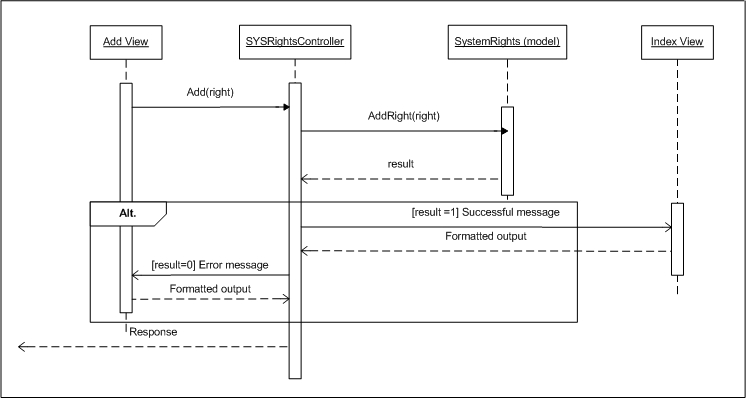 Add View
SYSRightsController
SystemRights (model)
Index View
Add(right)
AddRight(right)
result
Alt.
[result =1] Successful message
Formatted output
[result=0] Error message
Formatted output
Response